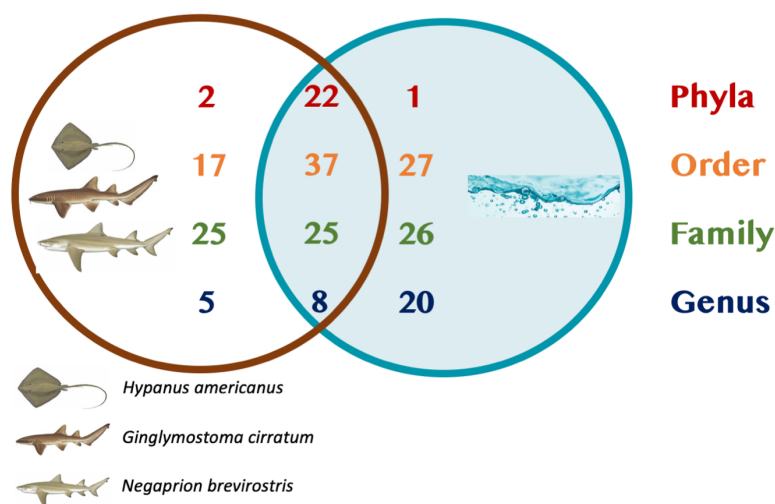 2 22 1 Phyla
17 37 27 Order
25 25 26 Family
5 8 20 Genus
Hypanus americanus
Ginglymostoma cirratum
Negaprion brevirostris